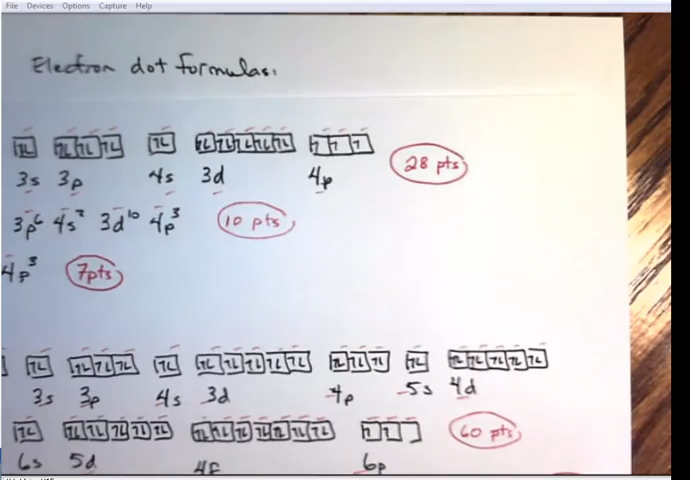 File Devices Options Capture Help
Electron dot formulas:
3s 3p 4s 3d 4p 28 pts
3p⁶ 4s² 3d¹⁰ 4p³ 10 pts
4p³ 7pts
3s 3p 4s 3d 4p 5s 4d
60 pts
6s 5d 4f 6p